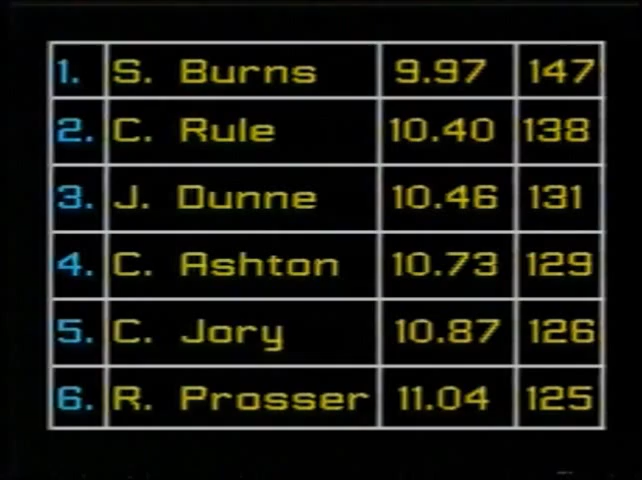 1. S. Burns 9.97 147
2. C. Rule 10.40 138
3. J. Dunne 10.46 131
4. C. Ashton 10.73 129
5. C. Jory 10.87 126
6. R. Prosser 11.04 125